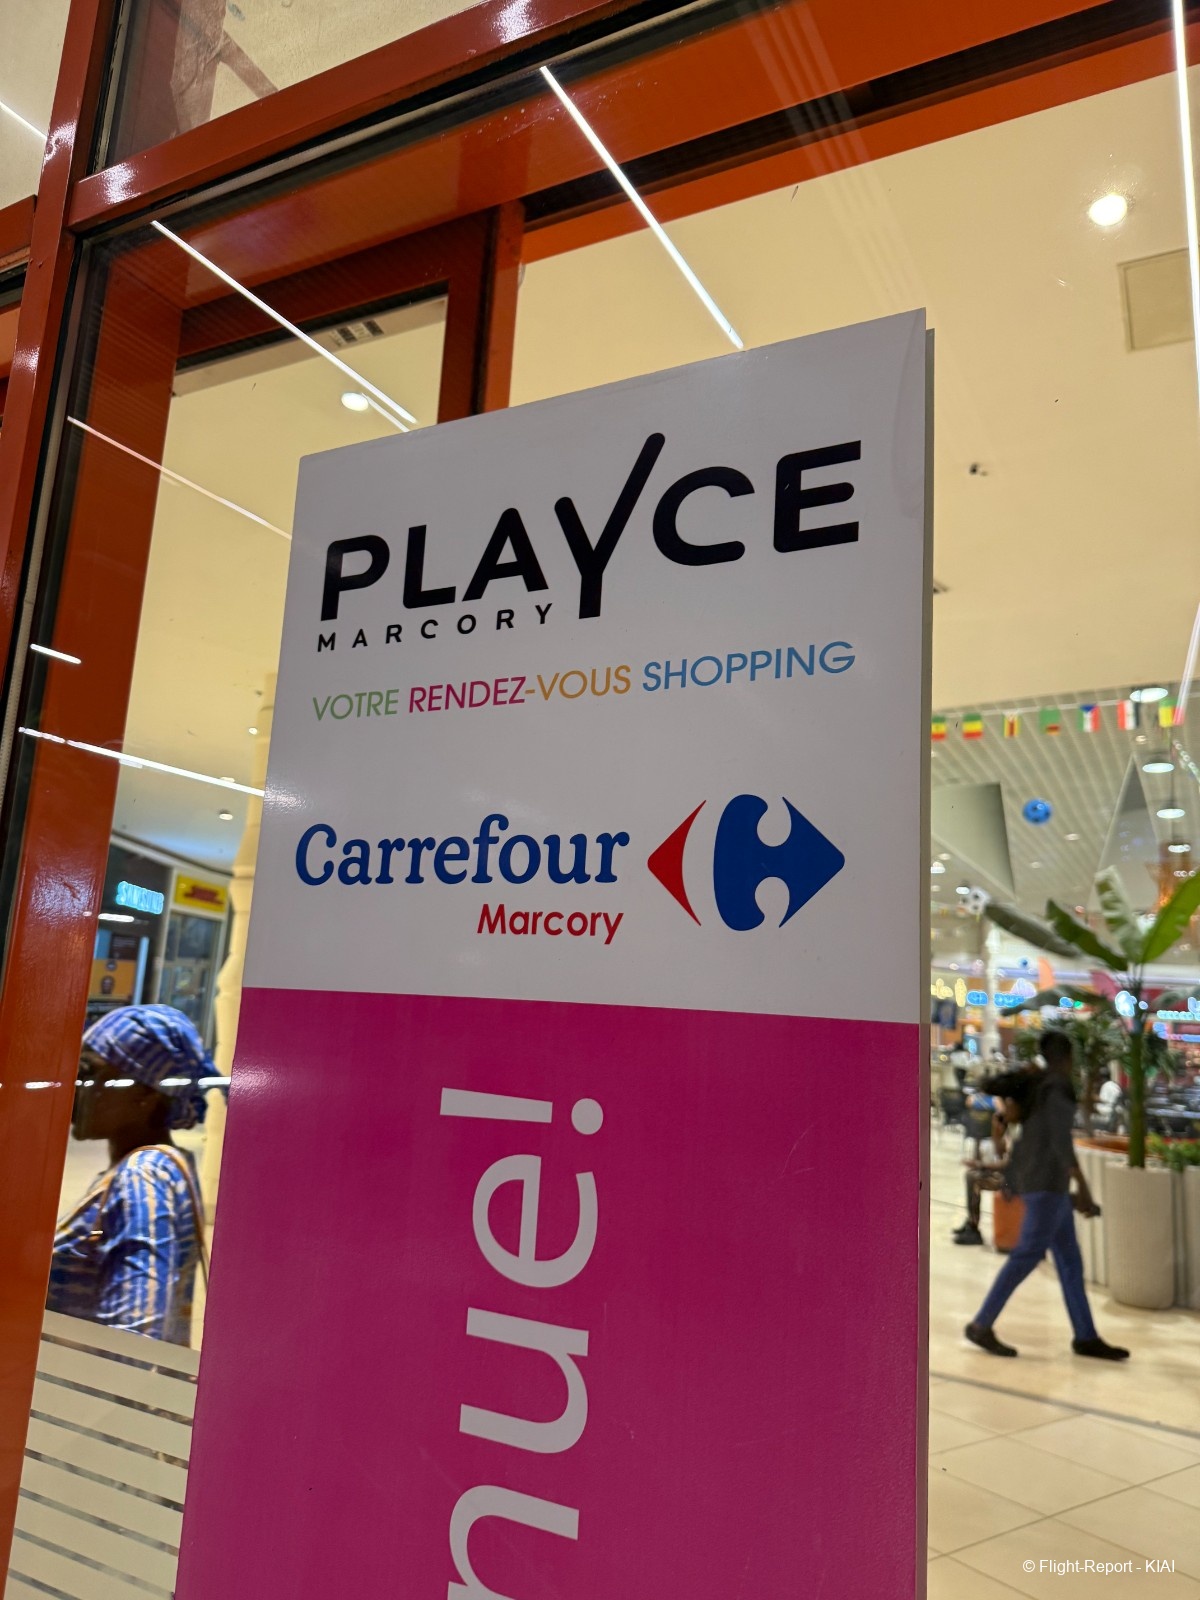 PLAYCE
MARCORY
VOTRE RENDEZ-VOUS SHOPPING
Carrefour
Marcory
nue!
SAMSUNG
DHL
© Flight-Report - KIAI